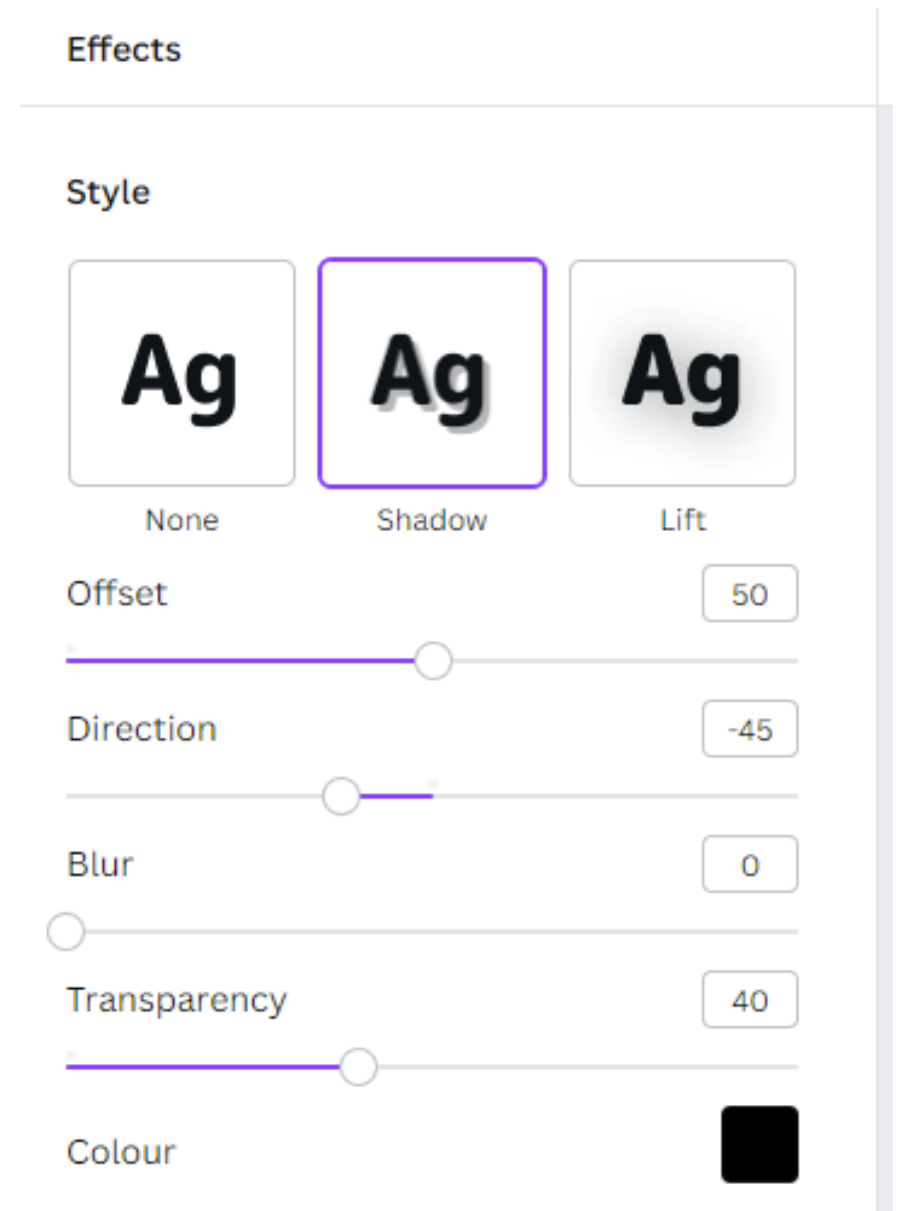 Effects
Style
Ag Ag Ag
None Shadow Lift
Offset 50
Direction -45
Blur 0
Transparency 40
Colour